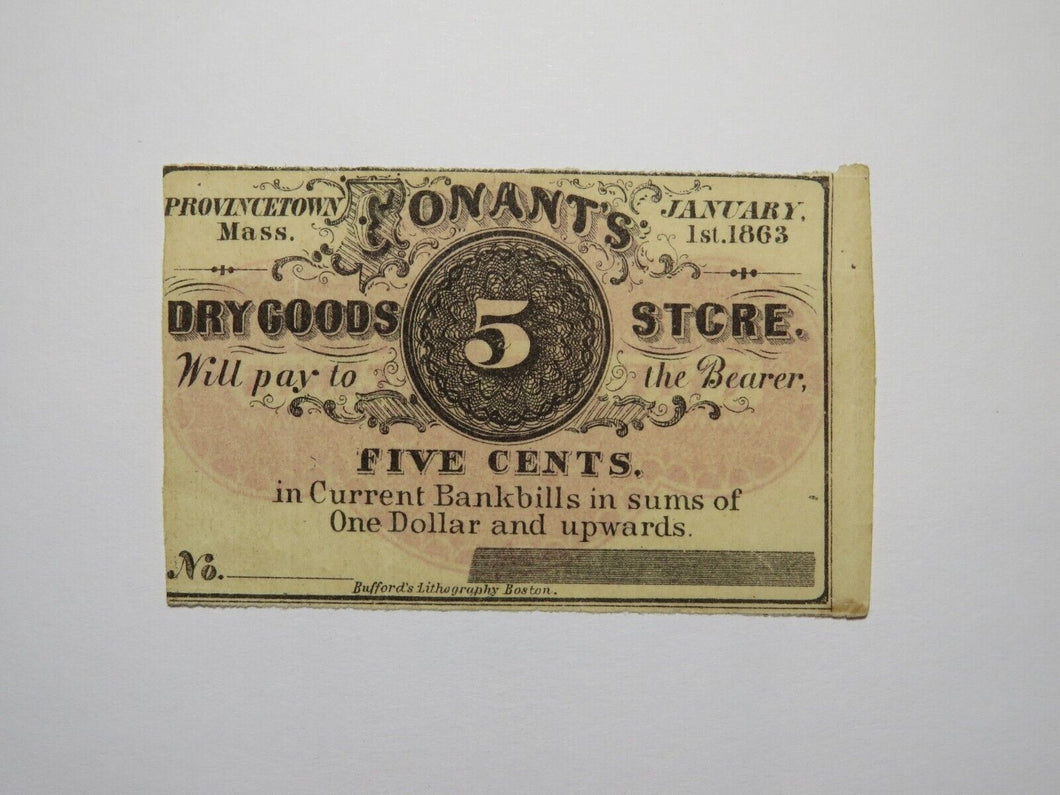 PROVINCETOWN CONANT'S JANUARY,
Mass. 1st.1863
DRY GOODS 5 STORE.
Will pay to the Bearer,
FIVE CENTS.
in Current Bankbills in sums of
One Dollar and upwards.
No.
Bufford's Lithography Boston.